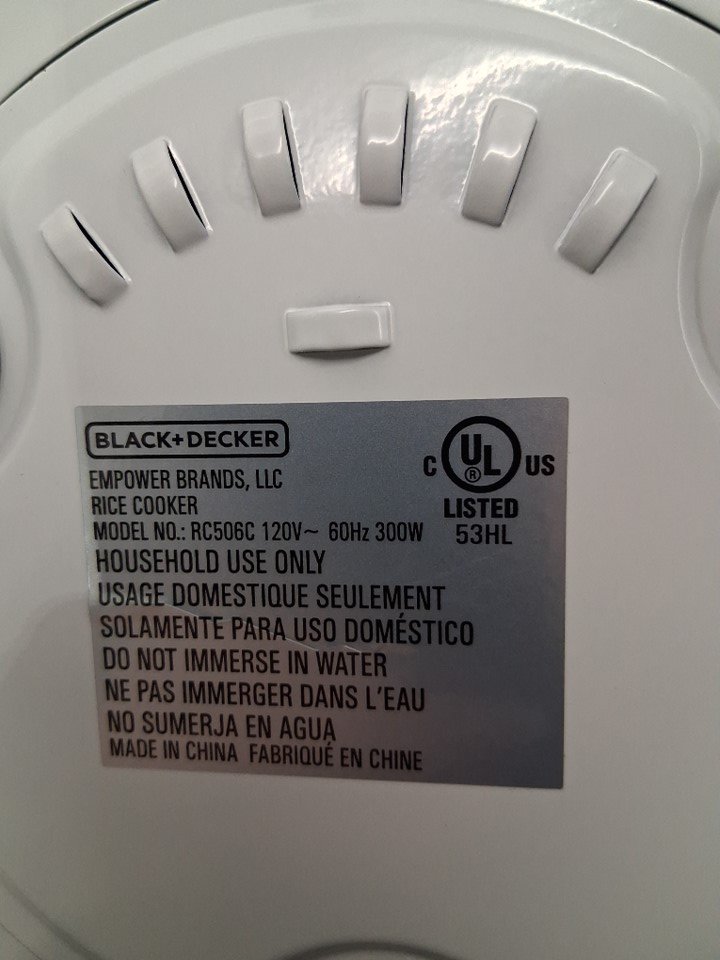 BLACK+DECKER
EMPOWER BRANDS, LLC
RICE COOKER
MODEL NO.: RC506C 120V~ 60Hz 300W
HOUSEHOLD USE ONLY
USAGE DOMESTIQUE SEULEMENT
SOLAMENTE PARA USO DOMÉSTICO
DO NOT IMMERSE IN WATER
NE PAS IMMERGER DANS L'EAU
NO SUMERJA EN AGUA
MADE IN CHINA FABRIQUÉ EN CHINE
C UL® US
LISTED
53HL